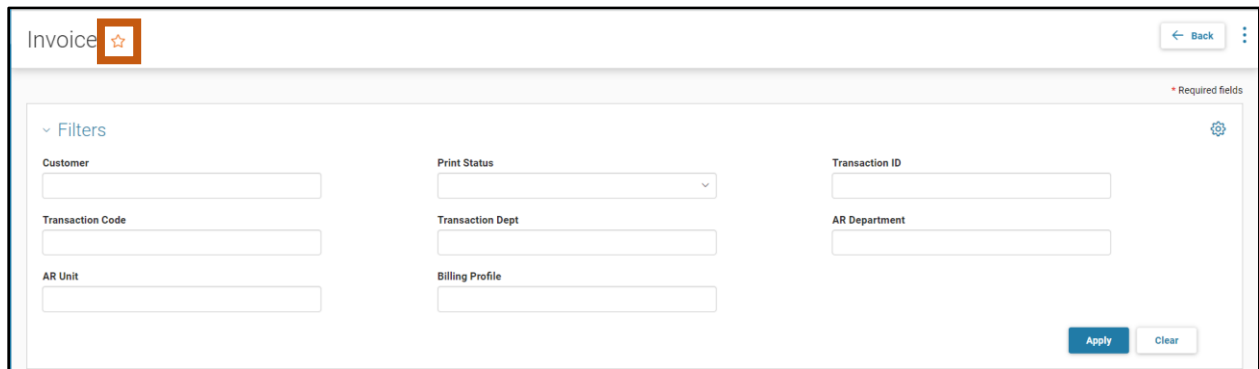 Invoice
Back
* Required fields
Filters
Customer Print Status Transaction ID
Transaction Code Transaction Dept AR Department
AR Unit Billing Profile
Apply Clear